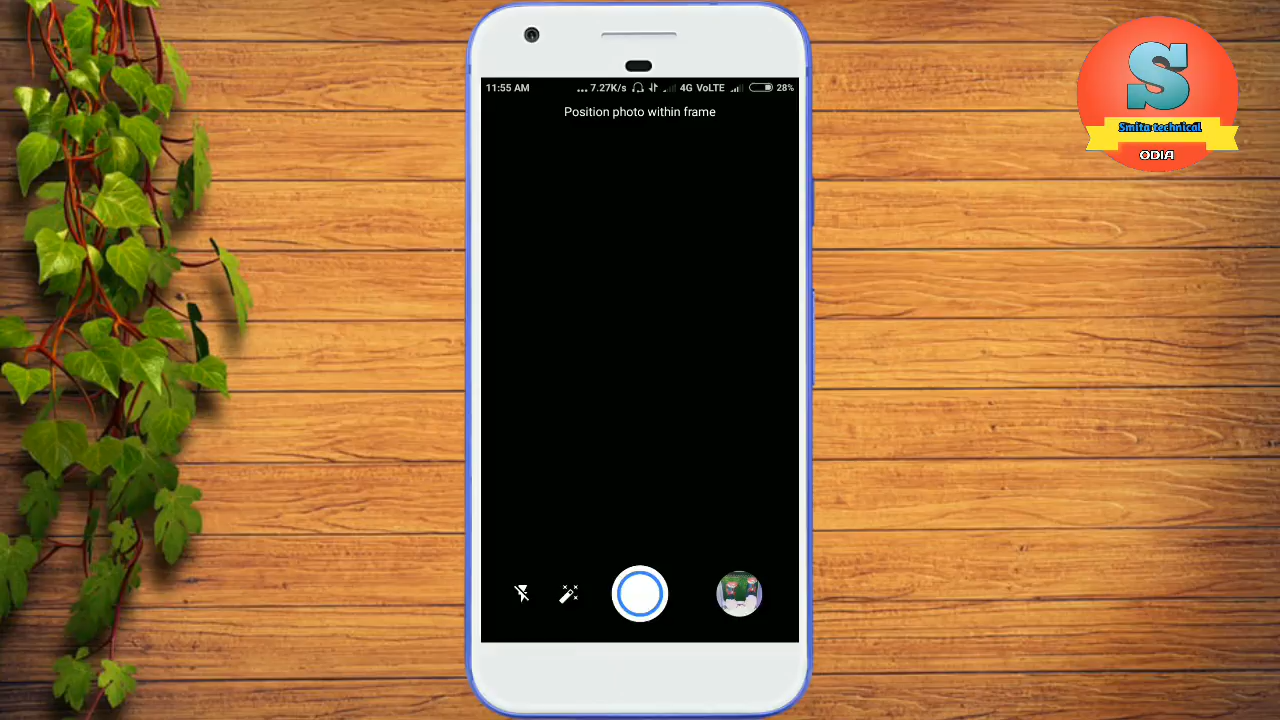 11:55 AM ... 7.27K/s 4G VoLTE 28%
Position photo within frame
S
Smita technical
ODIA